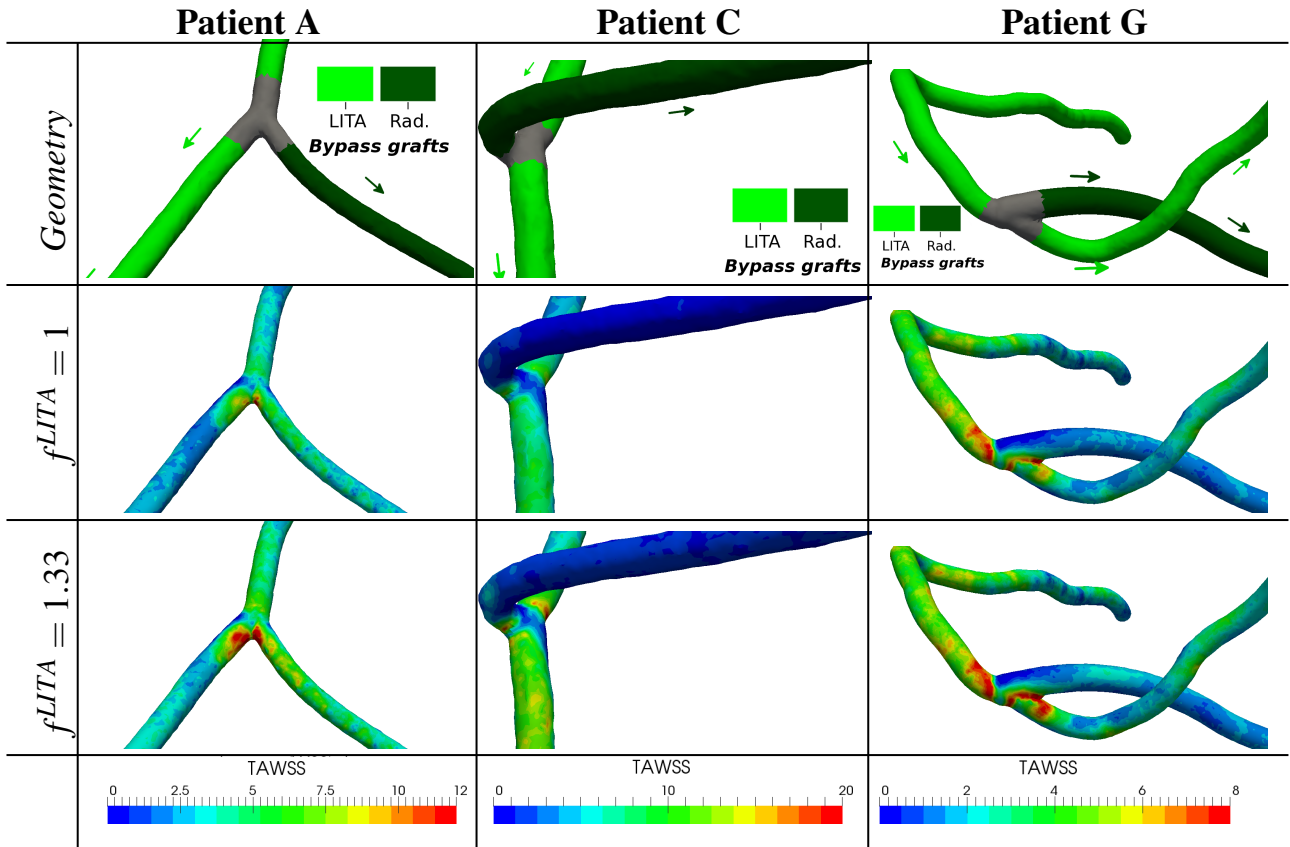 Patient A Patient C Patient G
Geometry
LITA Rad.
Bypass grafts
LITA Rad.
Bypass grafts
LITA Rad.
Bypass grafts
f^LITA = 1
f^LITA = 1.33
TAWSS TAWSS TAWSS
0 2.5 5 7.5 10 12
0 10 20
0 2 4 6 8